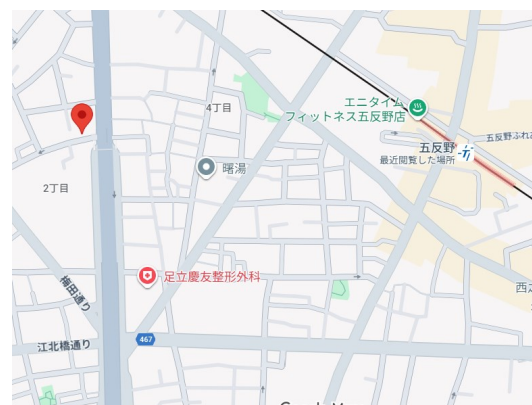 エニタイム
フィットネス五反野店
4丁目
五反野ふれあ
五反野
最近閲覧した場所
曙湯
2丁目
足立慶友整形外科
梅田通り
467
江北橋通り